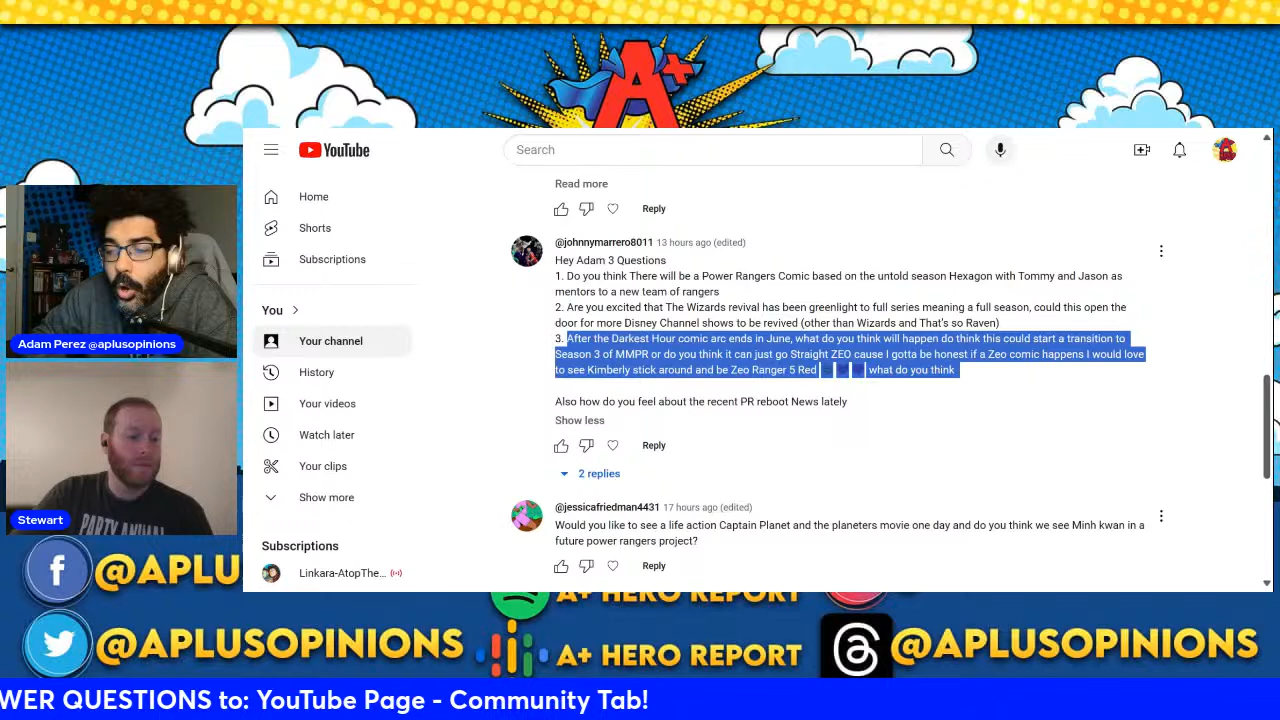 A+
YouTube
Search
Home
Shorts
Subscriptions
You
Your channel
History
Your videos
Watch later
Your clips
Show more
Subscriptions
Linkara-AtopThe...
Read more
Reply
@johnnymarrero8011 13 hours ago (edited)
Hey Adam 3 Questions
1. Do you think There will be a Power Rangers Comic based on the untold season Hexagon with Tommy and Jason as
mentors to a new team of rangers
2. Are you excited that The Wizards revival has been greenlight to full series meaning a full season, could this open the
door for more Disney Channel shows to be revived (other than Wizards and That's so Raven)
3. After the Darkest Hour comic arc ends in June, what do you think will happen do think this could start a transition to
Season 3 of MMPR or do you think it can just go Straight ZEO cause I gotta be honest if a Zeo comic happens I would love
to see Kimberly stick around and be Zeo Ranger 5 Red what do you think
Also how do you feel about the recent PR reboot News lately
Show less
Reply
2 replies
@jessicafriedman4431 17 hours ago (edited)
Would you like to see a life action Captain Planet and the planeters movie one day and do you think we see Minh kwan in a
future power rangers project?
Reply
Adam Perez @aplusopinions
PARTY ANIMAL
Stewart
f @APLU
A+ HERO REPORT
@APLUSOPINIONS
A+ HERO REPORT
@APLUSOPINIONS
WER QUESTIONS to: YouTube Page - Community Tab!